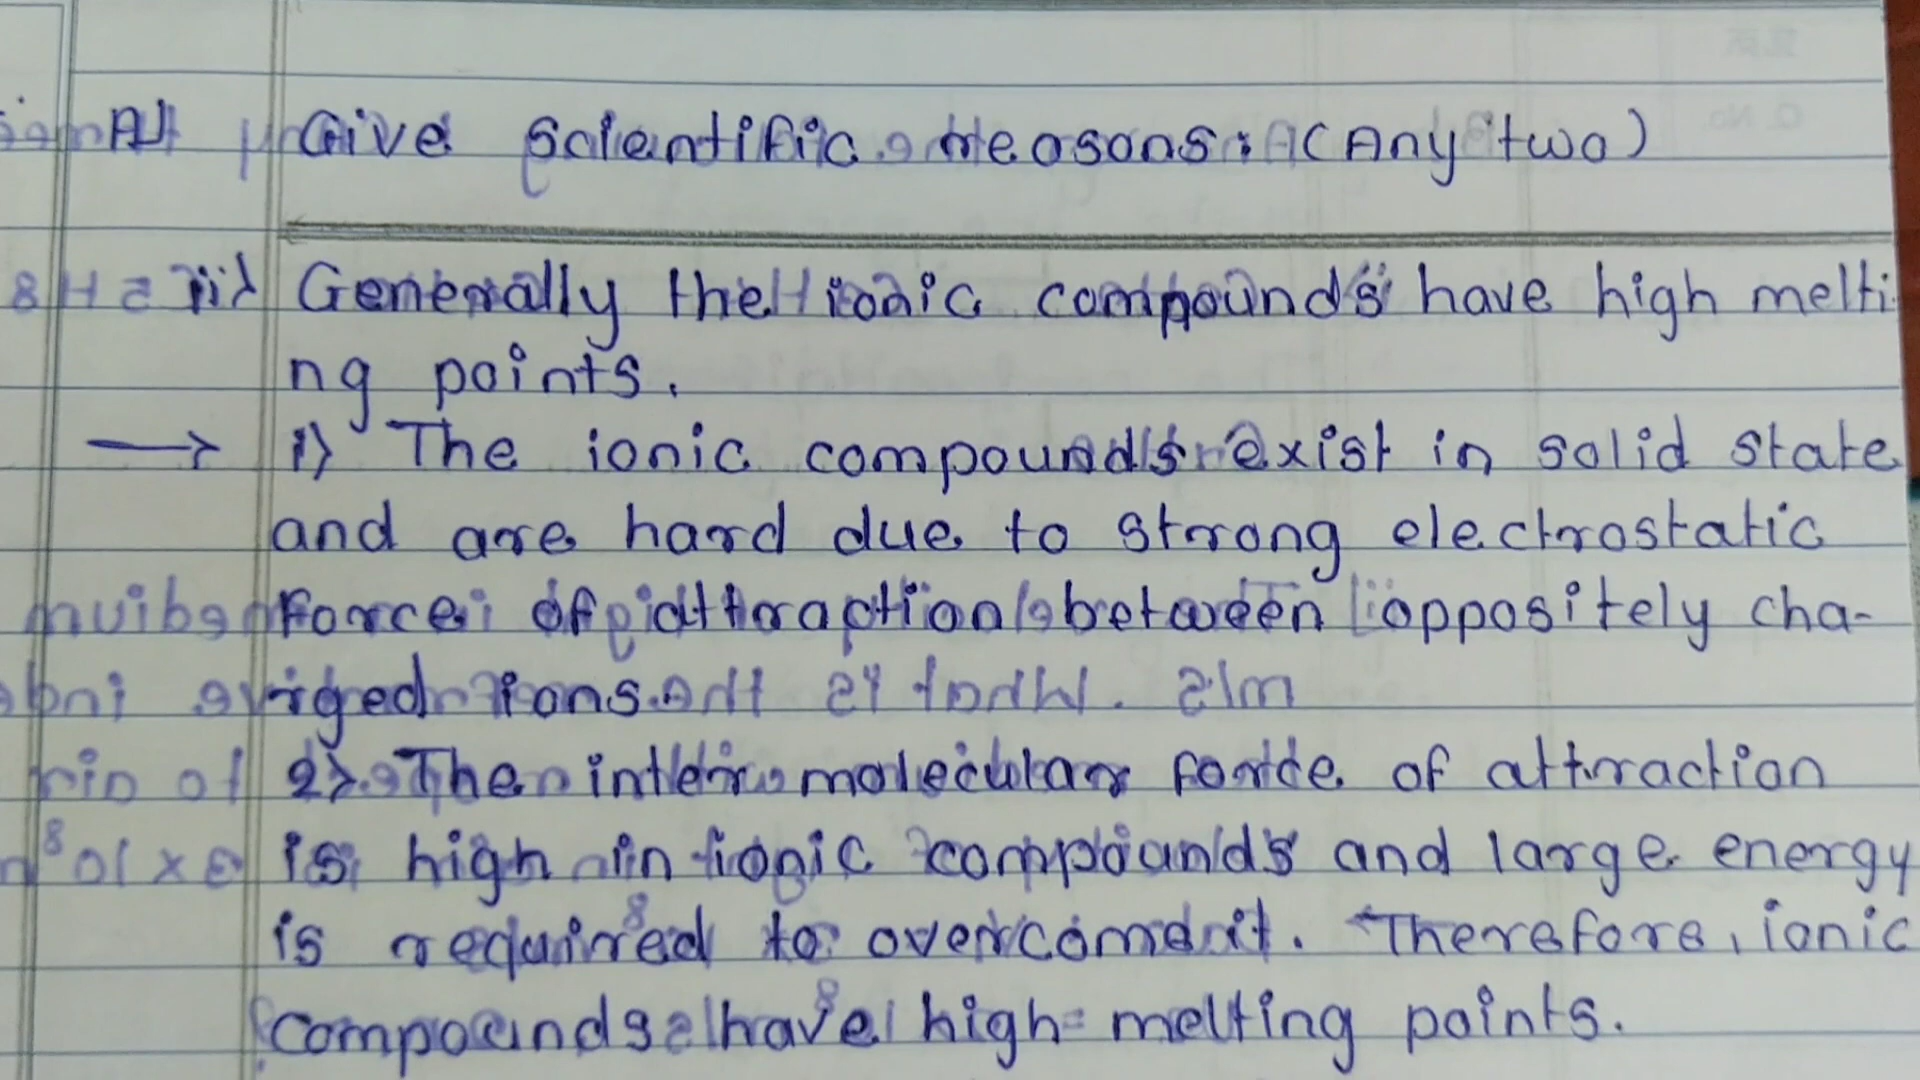 A] Give scientific reasons: (Any two)
ii) Generally the ionic compounds have high melti
ng points.
→ 1) The ionic compounds exist in solid state
and are hard due to strong electrostatic
force of attraction between oppositely cha-
rged ions.
2) The intermolecular force of attraction
is high in ionic compounds and large energy
is required to overcome it. Therefore, ionic
compounds have high melting points.